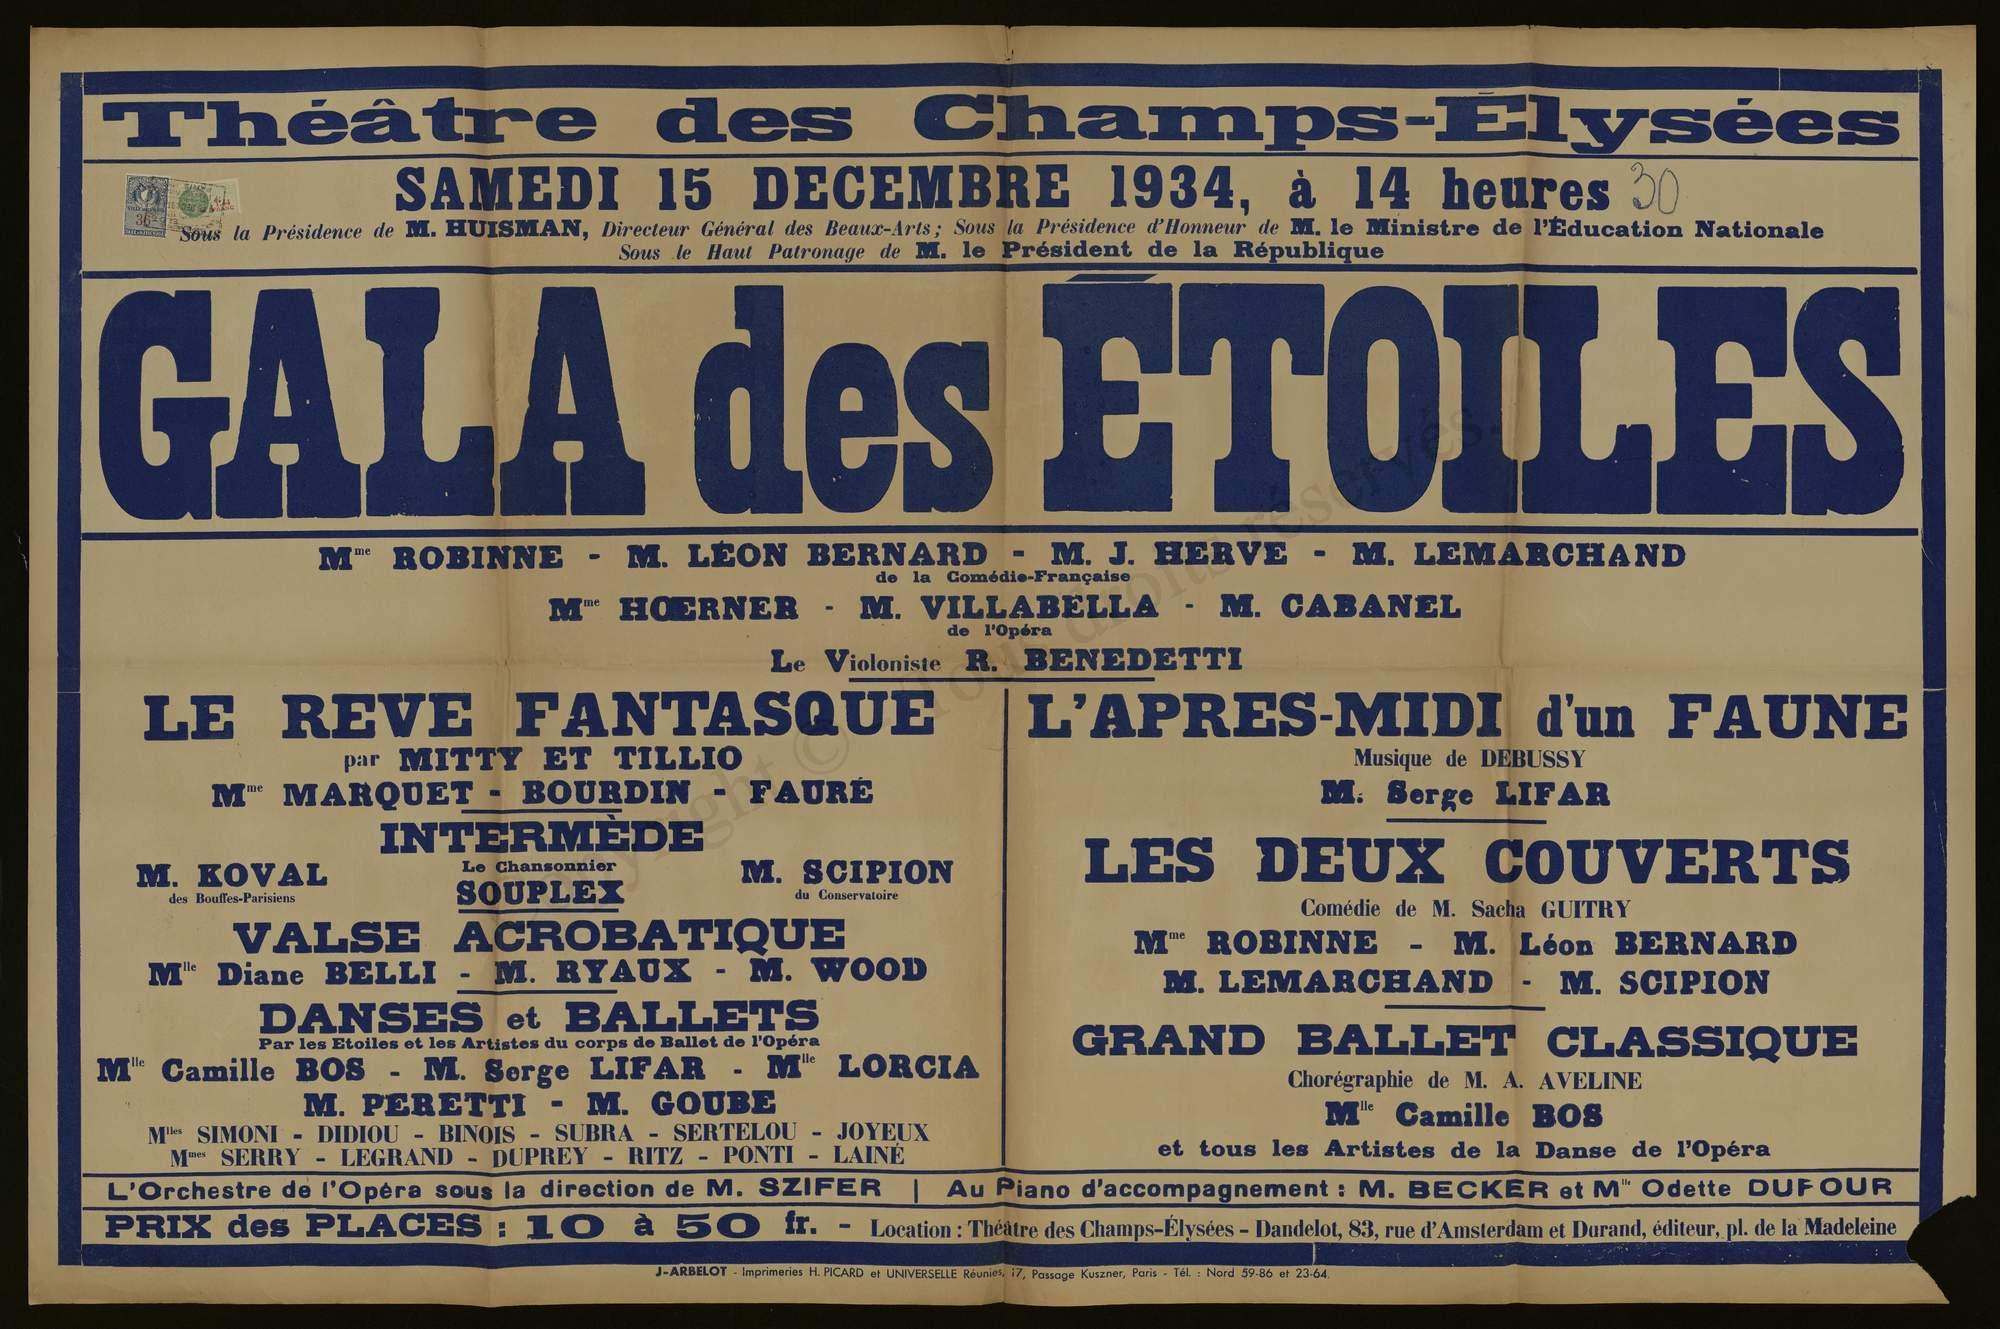 Théâtre des Champs-Élysées
SAMEDI 15 DECEMBRE 1934, à 14 heures 30
Sous la Présidence de M. HUISMAN, Directeur Général des Beaux-Arts; Sous la Présidence d'Honneur de M. le Ministre de l'Éducation Nationale
Sous le Haut Patronage de M. le Président de la République
GALA des ÉTOILES
Mme ROBINNE - M. LÉON BERNARD - M. J. HERVE - M. LEMARCHAND
de la Comédie-Française
Mme HŒRNER - M. VILLABELLA - M. CABANEL
de l'Opéra
Le Violoniste R. BENEDETTI
LE REVE FANTASQUE
par MITTY ET TILLIO
Mme MARQUET - BOURDIN - FAURÉ
INTERMÈDE
M. KOVAL
des Bouffes-Parisiens
Le Chansonnier
SOUPLEX
M. SCIPION
du Conservatoire
VALSE ACROBATIQUE
Mlle Diane BELLI - M. RYAUX - M. WOOD
DANSES et BALLETS
Par les Etoiles et les Artistes du corps de Ballet de l'Opéra
Mlle Camille BOS - M. Serge LIFAR - Mlle LORCIA
M. PERETTI - M. GOUBE
Mlles SIMONI - DIDIOU - BINOIS - SUBRA - SERTELOU - JOYEUX
Mmes SERRY - LEGRAND - DUPREY - RITZ - PONTI - LAINÉ
L'APRES-MIDI d'un FAUNE
Musique de DEBUSSY
M. Serge LIFAR
LES DEUX COUVERTS
Comédie de M. Sacha GUITRY
Mme ROBINNE - M. Léon BERNARD
M. LEMARCHAND - M. SCIPION
GRAND BALLET CLASSIQUE
Chorégraphie de M. A. AVELINE
Mlle Camille BOS
et tous les Artistes de la Danse de l'Opéra
L'Orchestre de l'Opéra sous la direction de M. SZIFER | Au Piano d'accompagnement : M. BECKER et Mlle Odette DUFOUR
PRIX des PLACES : 10 à 50 fr. - Location : Théâtre des Champs-Élysées - Dandelot, 83, rue d'Amsterdam et Durand, éditeur, pl. de la Madeleine
J-ARBELOT - Imprimeries H. PICARD et UNIVERSELLE Réunies, 17, Passage Kuszner, Paris - Tél. : Nord 59-86 et 23-64.
Copyright © Tous droits réservés.